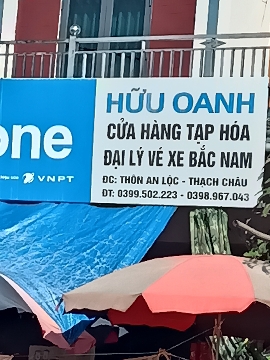 HỮU OANH
one
CỬA HÀNG TẠP HÓA
ĐẠI LÝ VÉ XE BẮC NAM
VNPT
ĐC: THÔN AN LỘC - THẠCH CHÂU
ĐT: 0399.502.223 - 0398.967.043